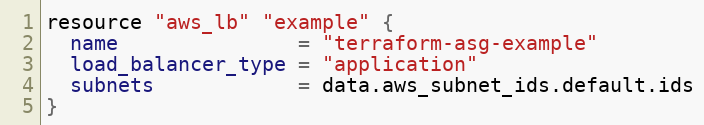 1 resource "aws_lb" "example" {
2   name               = "terraform-asg-example"
3   load_balancer_type = "application"
4   subnets            = data.aws_subnet_ids.default.ids
5 }